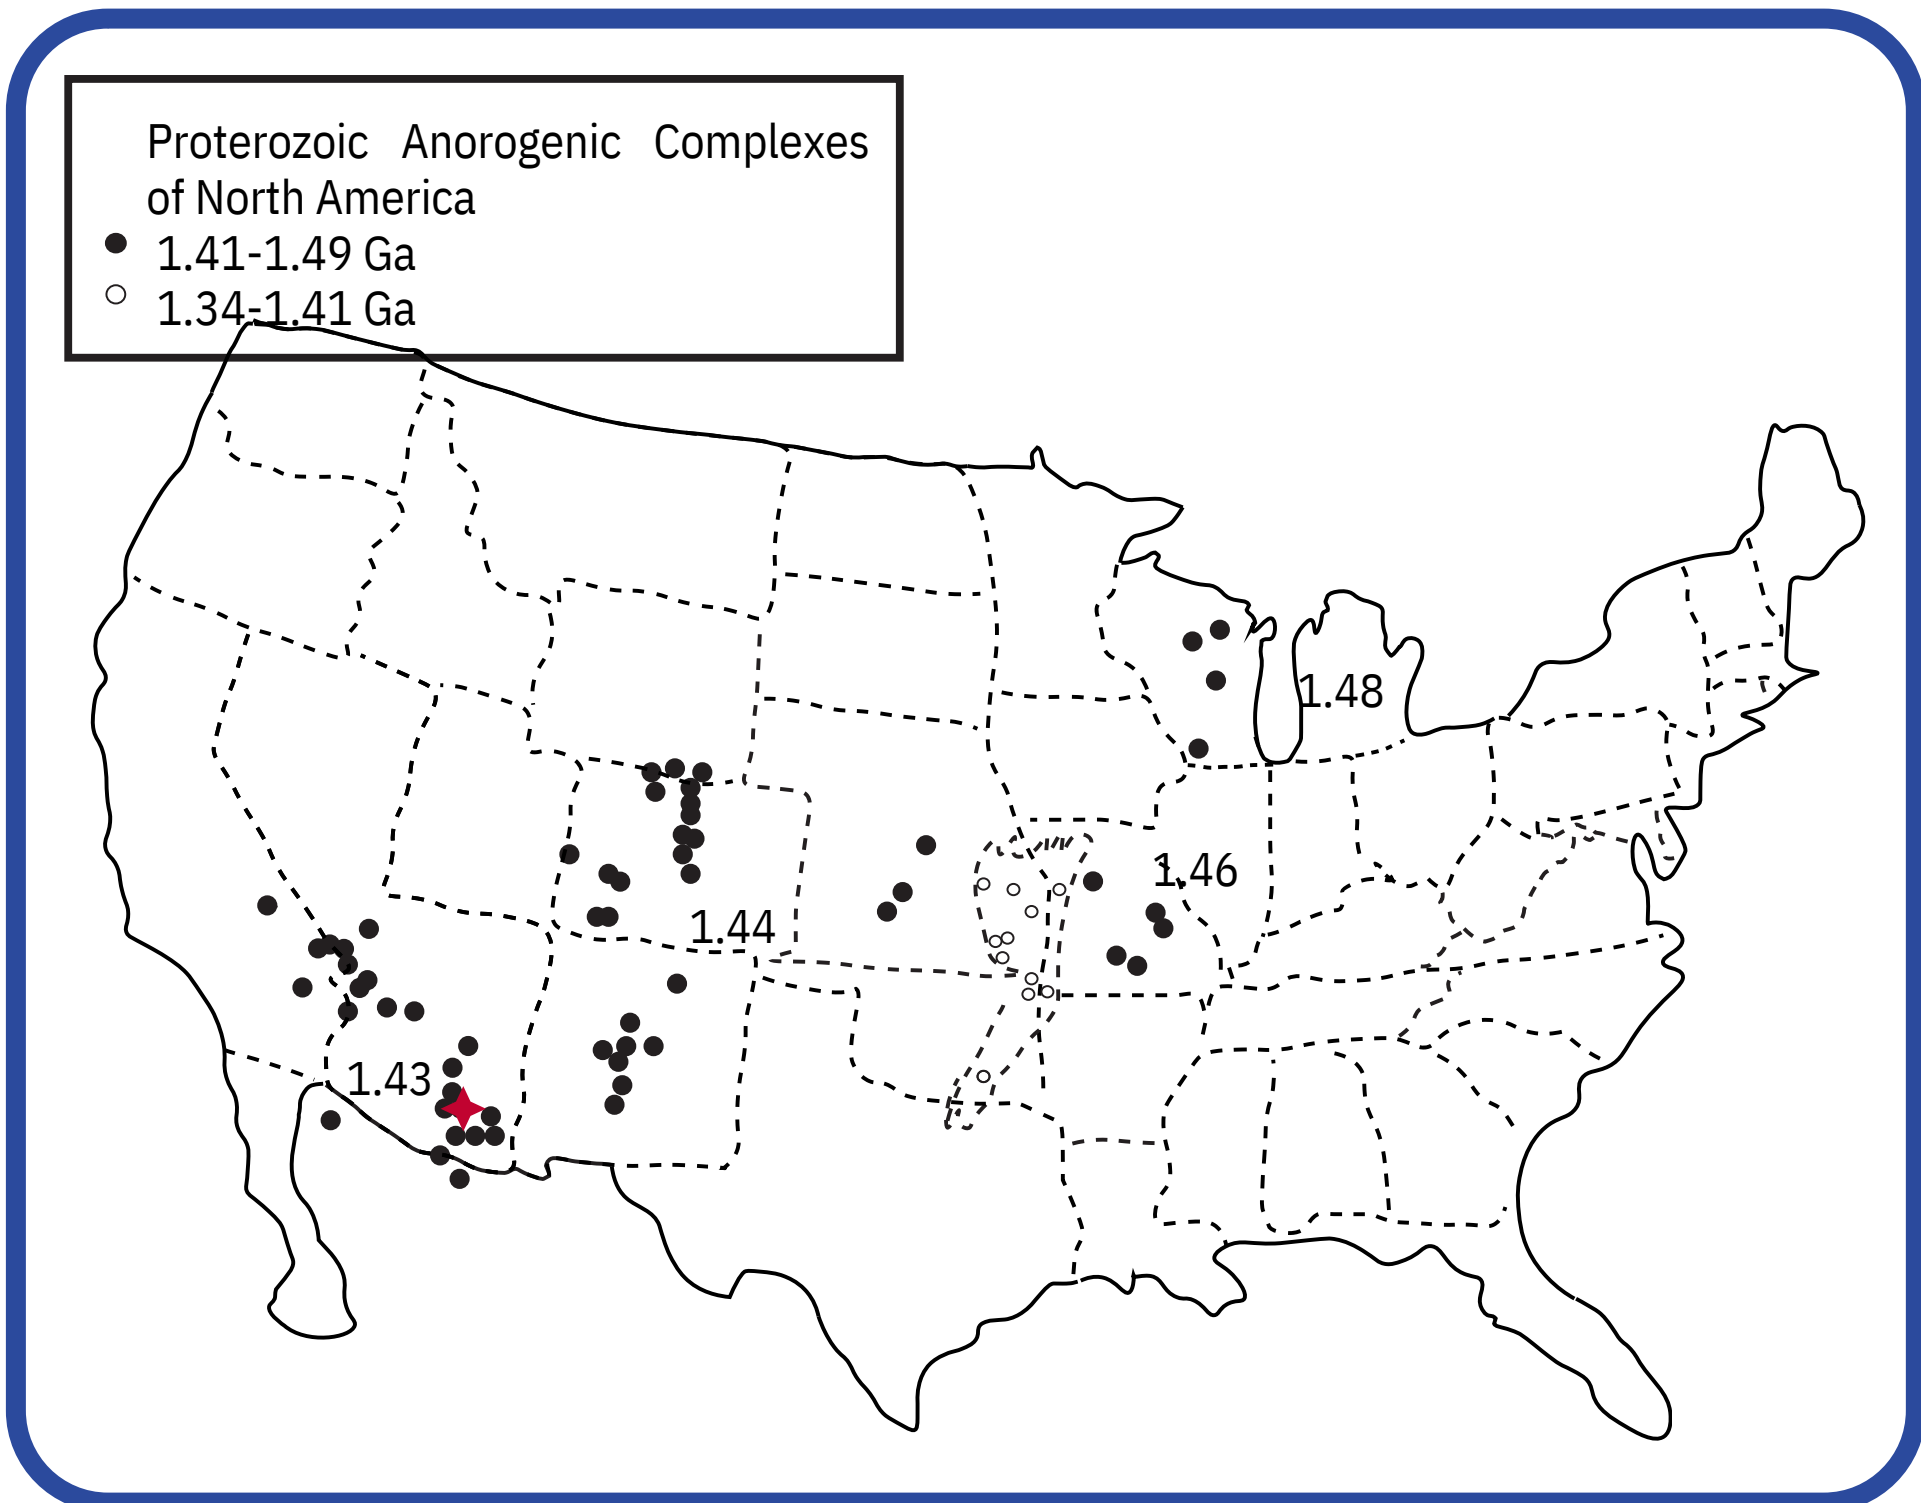 Proterozoic Anorogenic Complexes
of North America
1.41-1.49 Ga
1.34-1.41 Ga
1.48
1.46
1.44
1.43